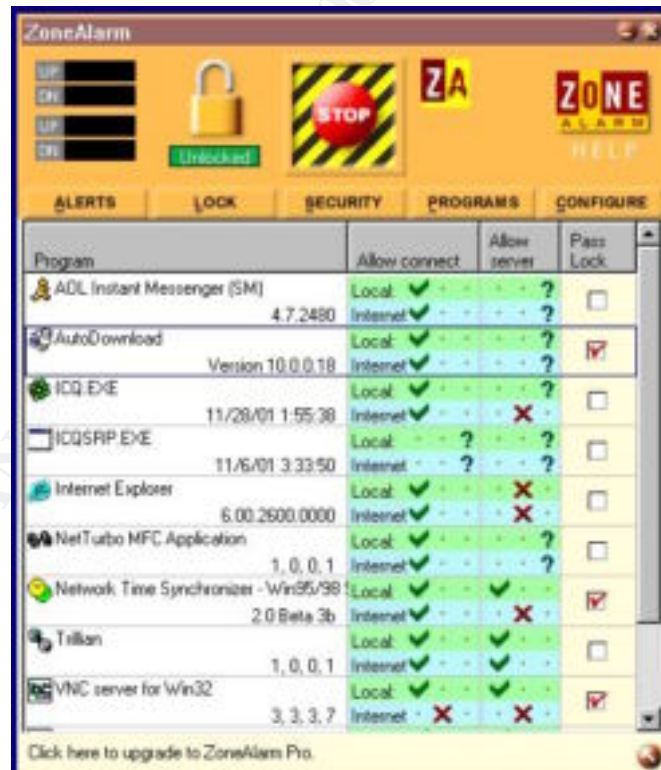 ZoneAlarm
UP
DN
UP
DN
Unlocked
STOP
ZA
ZONE
ALARM
HELP
ALERTS LOCK SECURITY PROGRAMS CONFIGURE
Program Allow connect Allow server Pass Lock
AOL Instant Messenger (SM) Local: ?
4.7.2480 Internet: ?
AutoDownload Local: ?
Version 10.0.0.18 Internet: ?
ICQ.EXE Local: ?
11/28/01 1:55:38 Internet:
ICQSRP.EXE Local: ? ?
11/6/01 3:33:50 Internet: ? ?
Internet Explorer Local:
6.00.2600.0000 Internet:
NetTurbo MFC Application Local: ?
1, 0, 0, 1 Internet: ?
Network Time Synchronizer - Win95/98 Local:
2.0 Beta 3b Internet:
Trillian Local:
1, 0, 0, 1 Internet:
VNC server for Win32 Local:
3, 3, 3, 7 Internet:
Click here to upgrade to ZoneAlarm Pro.